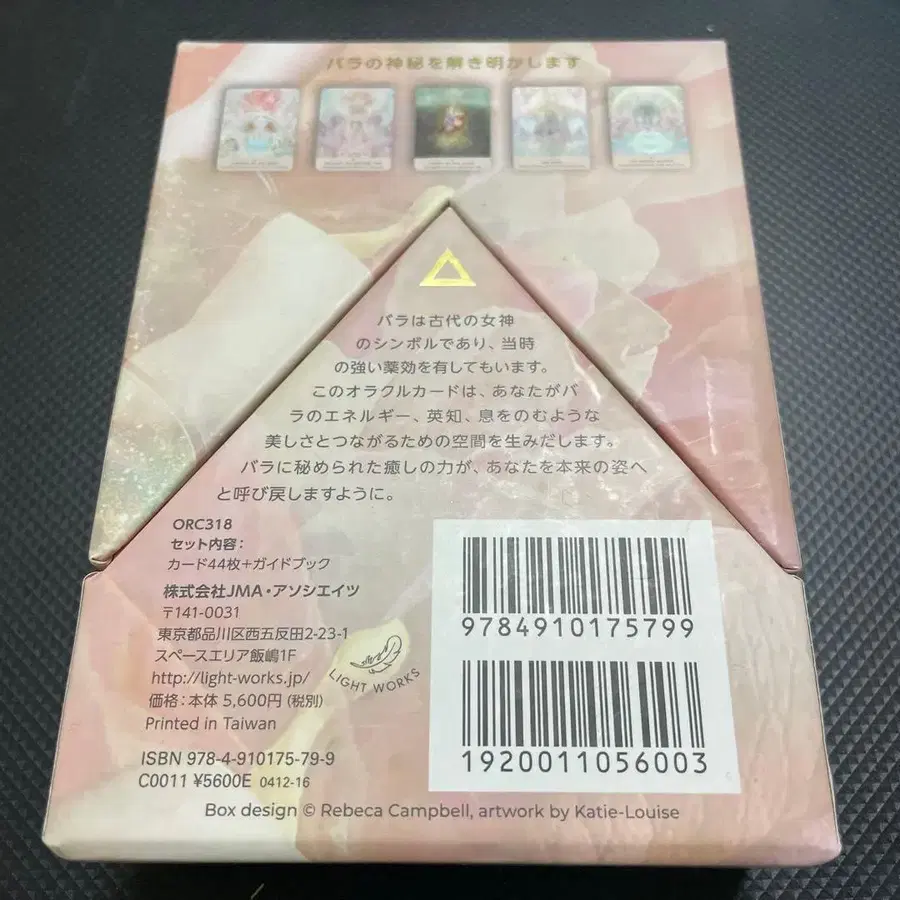 バラの神秘を解き明かします
バラは古代の女神
のシンボルであり、当時
の強い薬効を有してもいます。
このオラクルカードは、あなたがバ
ラのエネルギー、英知、息をのむような
美しさとつながるための空間を生みだします。
バラに秘められた癒しの力が、あなたを本来の姿へ
と呼び戻しますように。
ORC318
セット内容:
カード44枚+ガイドブック
株式会社JMA・アソシエイツ
〒141-0031
東京都品川区西五反田2-23-1
スペースエリア飯嶋1F
http://light-works.jp/
価格:本体 5,600円 (税別)
Printed in Taiwan
LIGHT WORKS
ISBN 978-4-910175-79-9
C0011 ¥5600E 0412-16
9784910175799
1920011056003
Box design © Rebeca Campbell, artwork by Katie-Louise